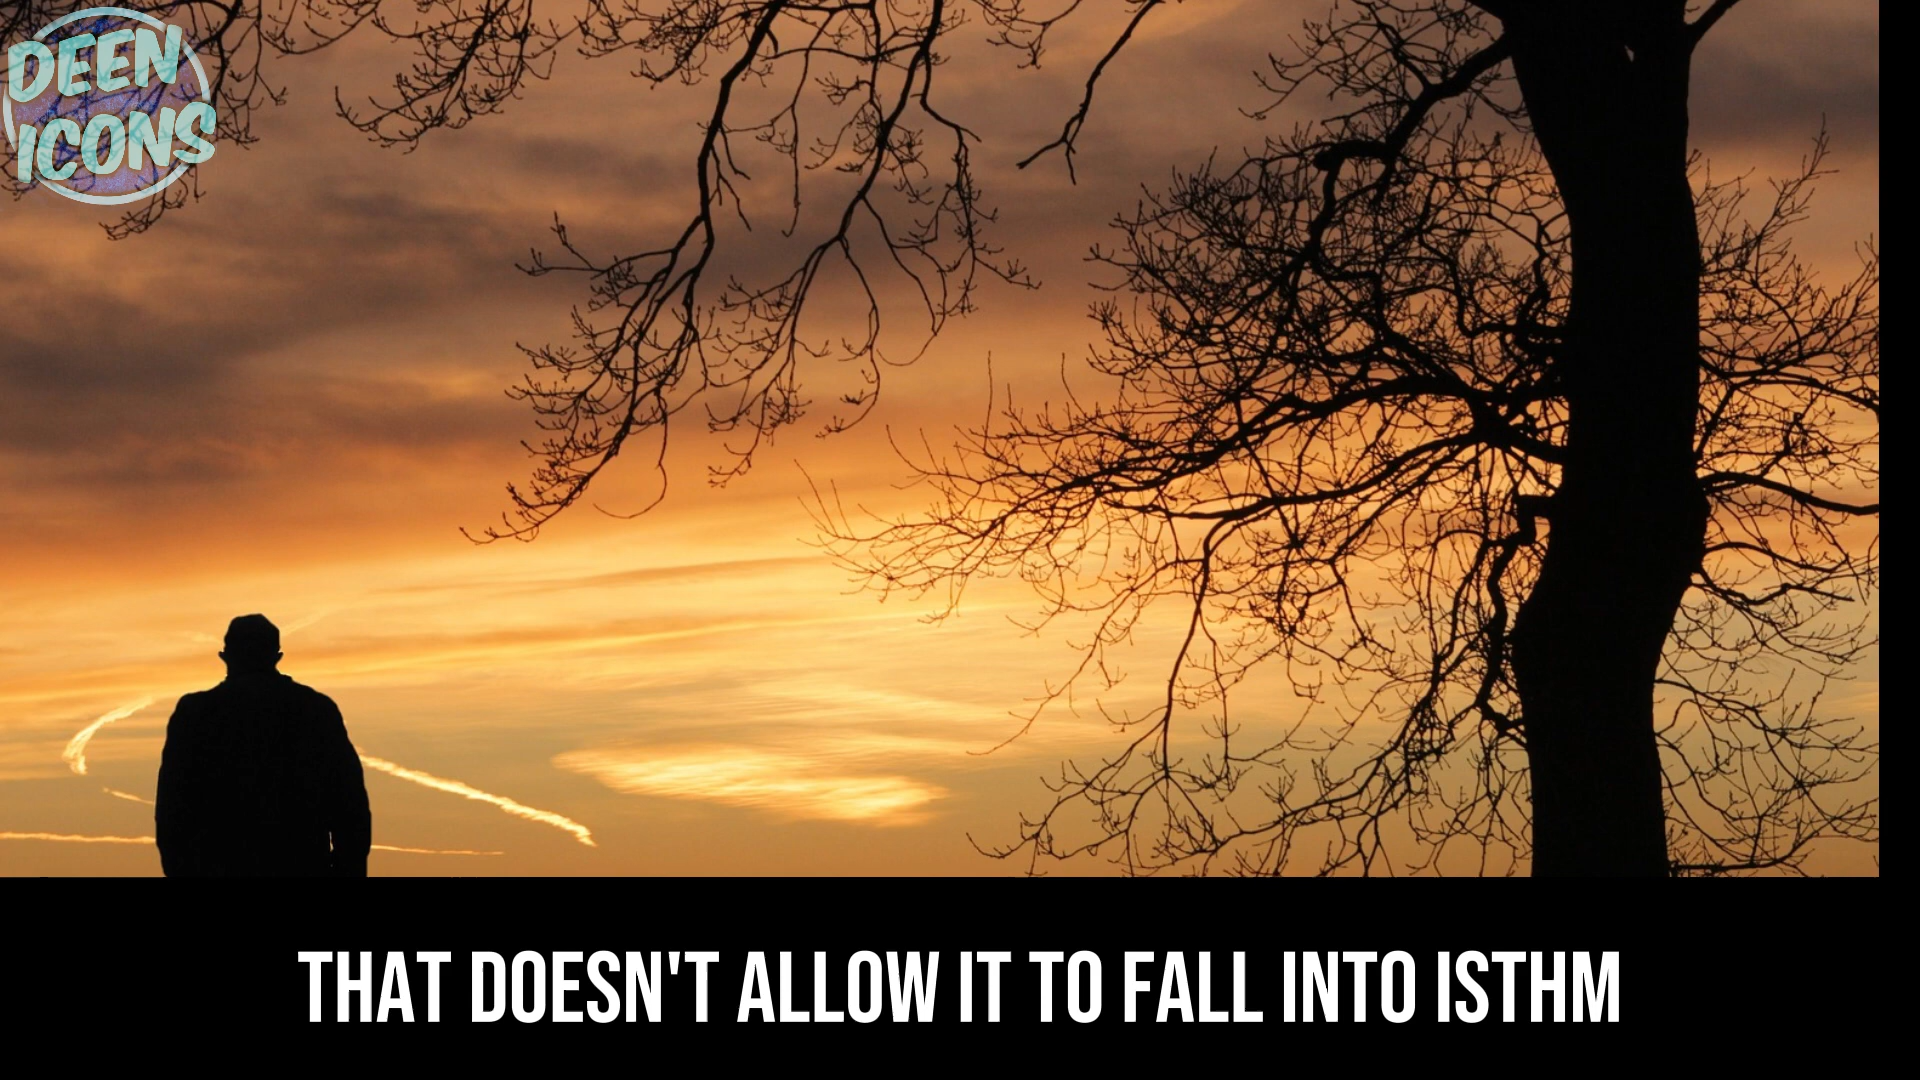 DEEN
ICONS
THAT DOESN'T ALLOW IT TO FALL INTO ISTHM